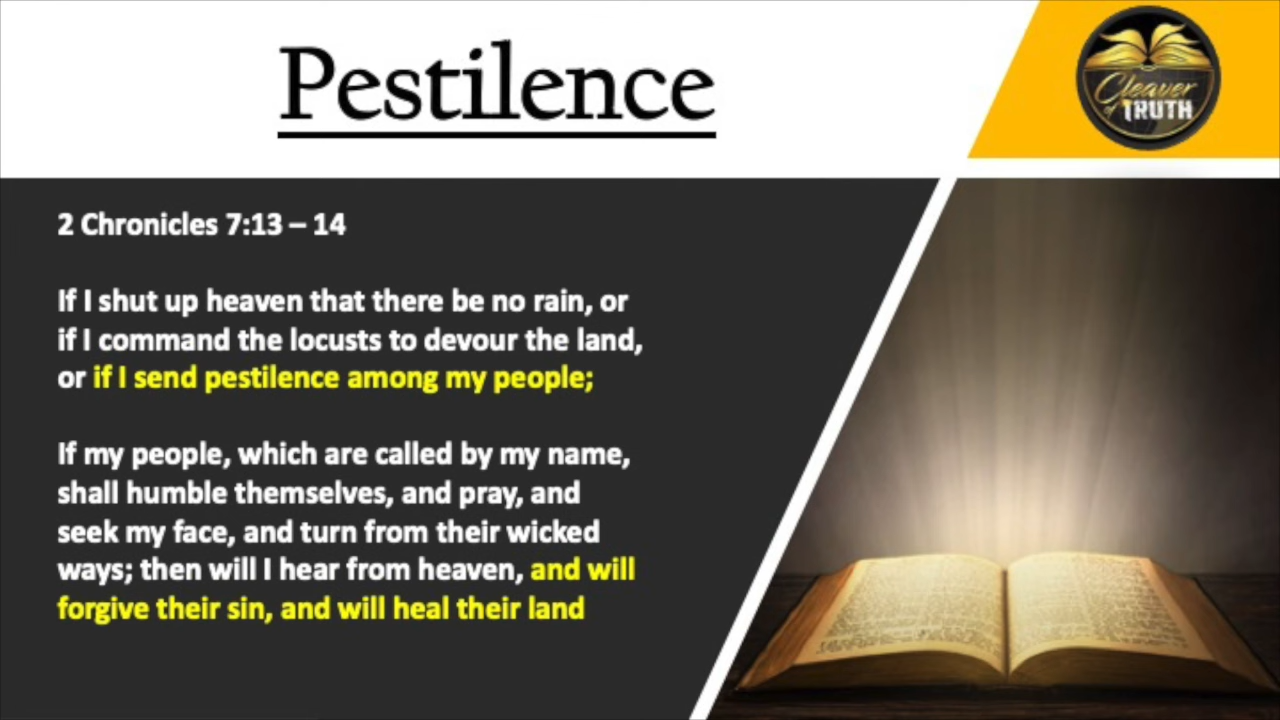 Pestilence
Cleaver
of TRUTH
2 Chronicles 7:13 – 14
If I shut up heaven that there be no rain, or
if I command the locusts to devour the land,
or if I send pestilence among my people;
If my people, which are called by my name,
shall humble themselves, and pray, and
seek my face, and turn from their wicked
ways; then will I hear from heaven, and will
forgive their sin, and will heal their land